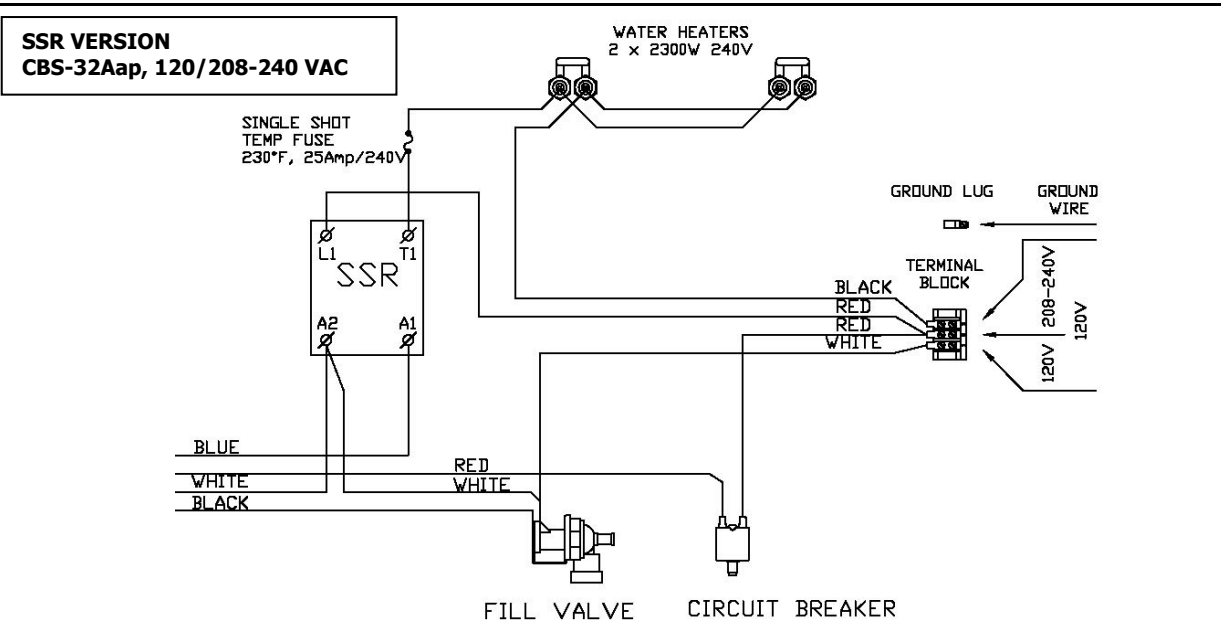 SSR VERSION
CBS-32Aap, 120/208-240 VAC
WATER HEATERS
2 x 2300W 240V
SINGLE SHOT
TEMP FUSE
230°F, 25Amp/240V
GROUND LUG
GROUND
WIRE
L1
T1
SSR
A2
A1
TERMINAL
BLOCK
BLACK
RED
RED
WHITE
208-240V
120V
120V
BLUE
RED
WHITE
WHITE
BLACK
FILL VALVE
CIRCUIT BREAKER